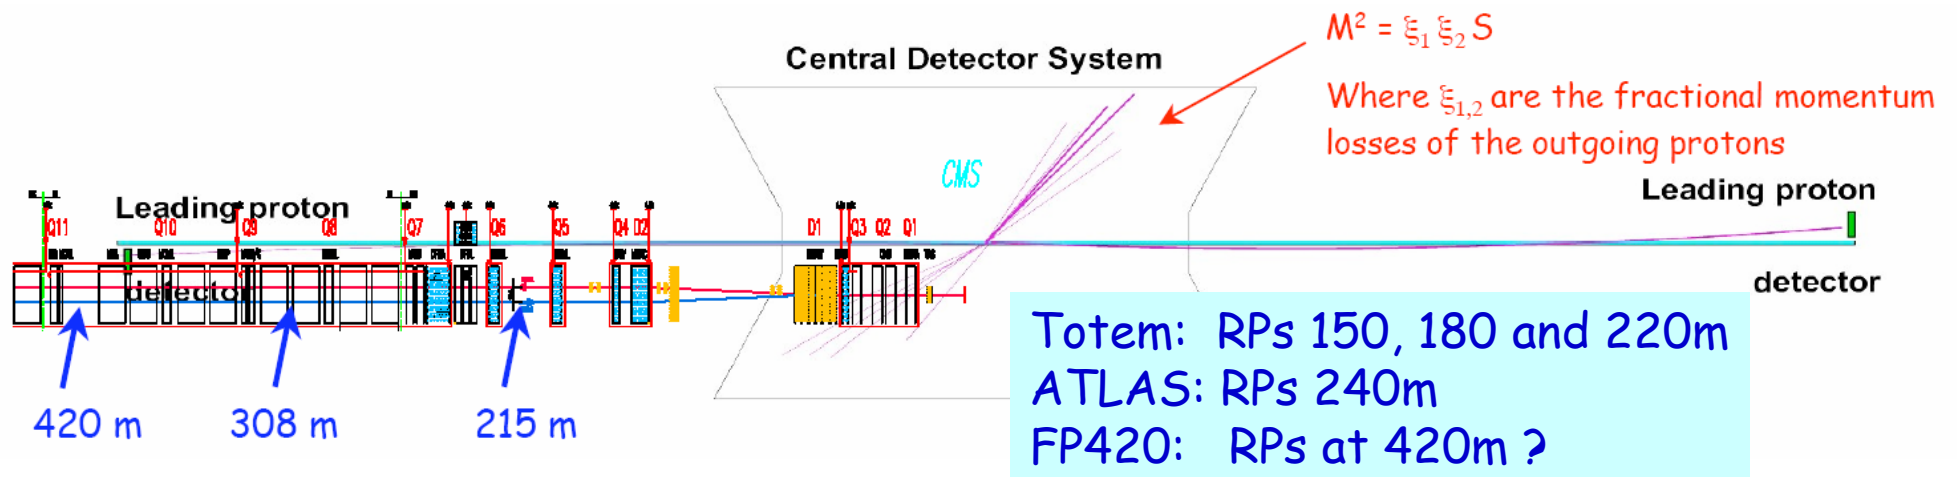 M² = ξ₁ ξ₂ S
Central Detector System
Where ξ₁,₂ are the fractional momentum
losses of the outgoing protons
CMS
Leading proton
Leading proton
Q11 Q10 Q9 Q8 Q7 Q6 Q5 Q4 D2 D1 Q3 Q2 Q1
detector
detector
420 m 308 m 215 m
Totem: RPs 150, 180 and 220m
ATLAS: RPs 240m
FP420: RPs at 420m ?